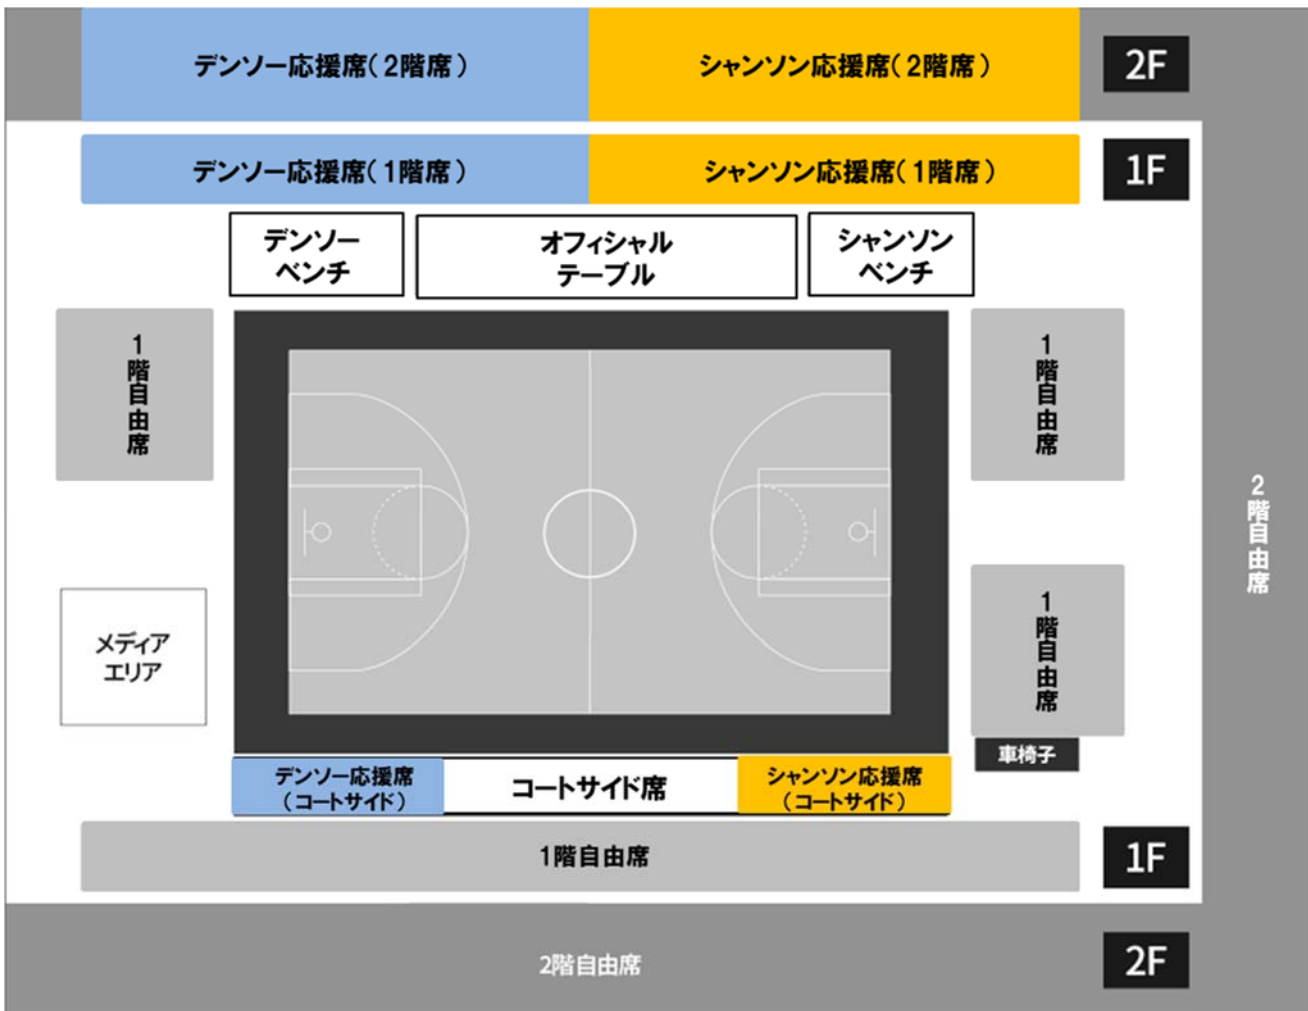 デンソー応援席(2階席)
シャンソン応援席(2階席)
2F
デンソー応援席(1階席)
シャンソン応援席(1階席)
1F
デンソー
ベンチ
オフィシャル
テーブル
シャンソン
ベンチ
1階自由席
1階自由席
2階自由席
メディア
エリア
1階自由席
車椅子
デンソー応援席
(コートサイド)
コートサイド席
シャンソン応援席
(コートサイド)
1階自由席
1F
2階自由席
2F